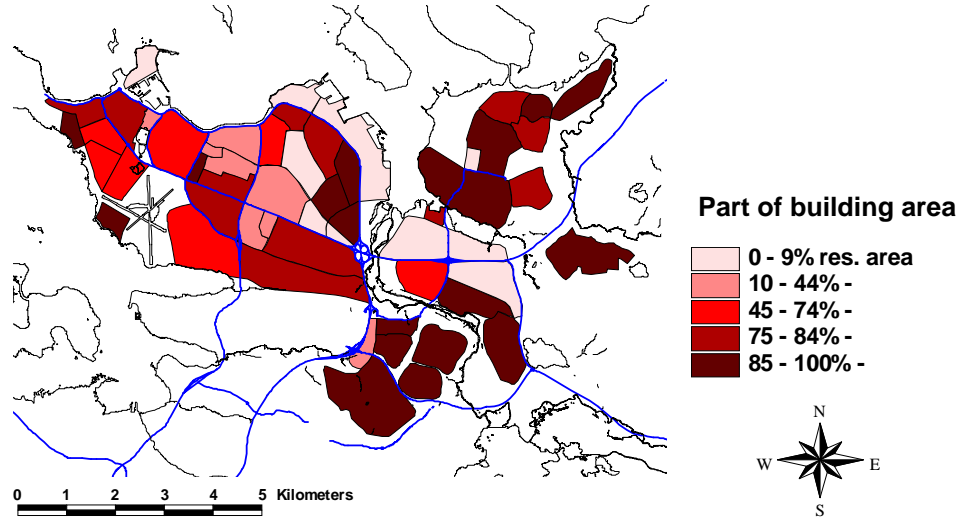 Part of building area
0 - 9% res. area
10 - 44% -
45 - 74% -
75 - 84% -
85 - 100% -
N
W E
S
0 1 2 3 4 5 Kilometers